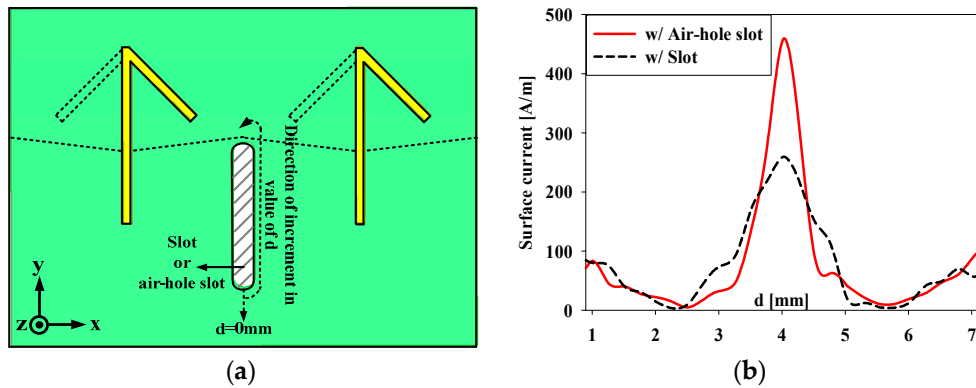 Direction of increment in
value of d
Slot
or
air-hole slot
d=0mm
y
z
x
(a)
w/ Air-hole slot
w/ Slot
Surface current [A/m]
500
400
300
200
100
0
d [mm]
1 2 3 4 5 6 7
(b)